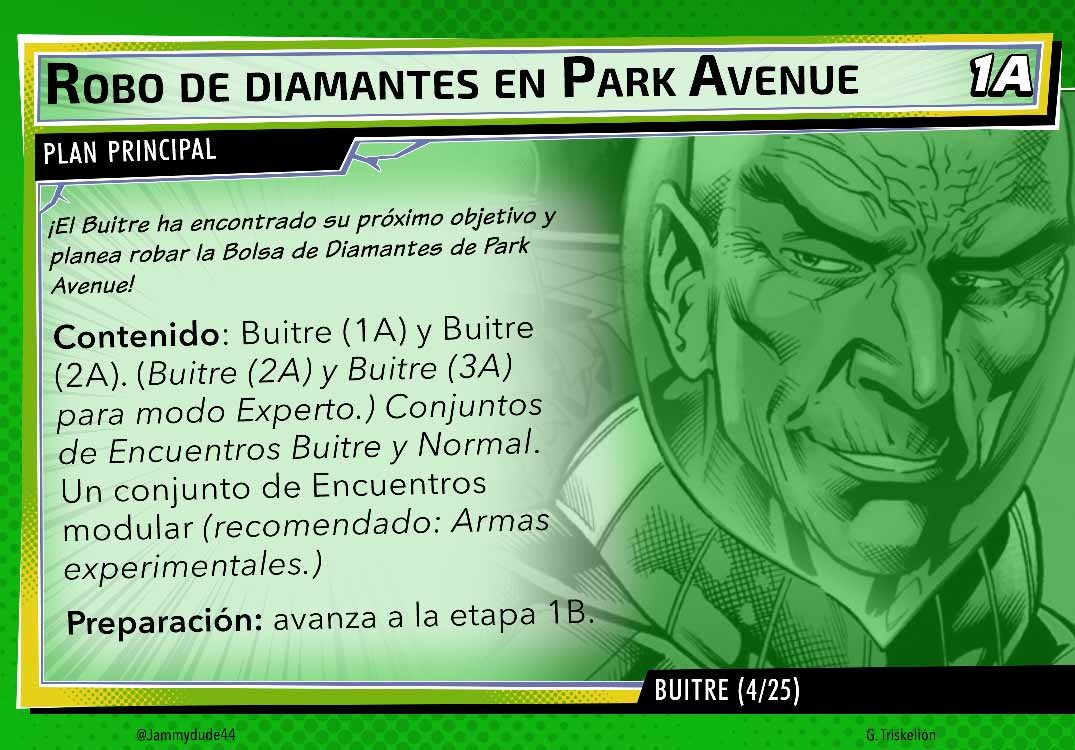 ROBO DE DIAMANTES EN PARK AVENUE
1A
PLAN PRINCIPAL
¡El Buitre ha encontrado su próximo objetivo y
planea robar la Bolsa de Diamantes de Park
Avenue!
Contenido: Buitre (1A) y Buitre
(2A). (Buitre (2A) y Buitre (3A)
para modo Experto.) Conjuntos
de Encuentros Buitre y Normal.
Un conjunto de Encuentros
modular (recomendado: Armas
experimentales.)
Preparación: avanza a la etapa 1B.
BUITRE (4/25)
@Jammydude44
G. Triskelión